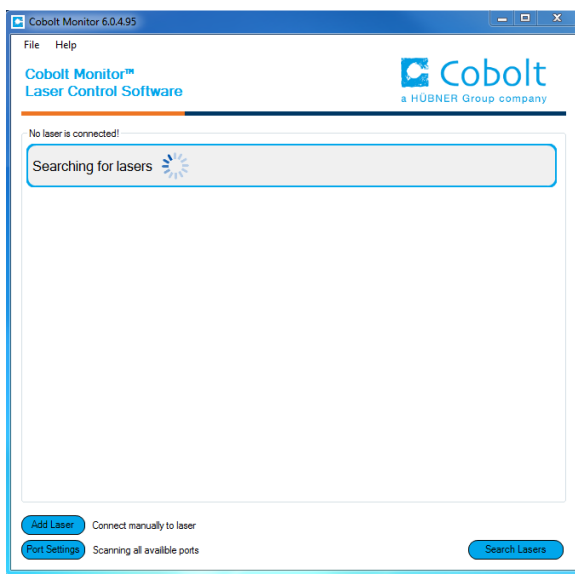 Cobolt Monitor 6.0.4.95
File Help
Cobolt Monitor™
Laser Control Software
Cobolt
a HÜBNER Group company
No laser is connected!
Searching for lasers
Add Laser Connect manually to laser
Port Settings Scanning all availible ports
Search Lasers